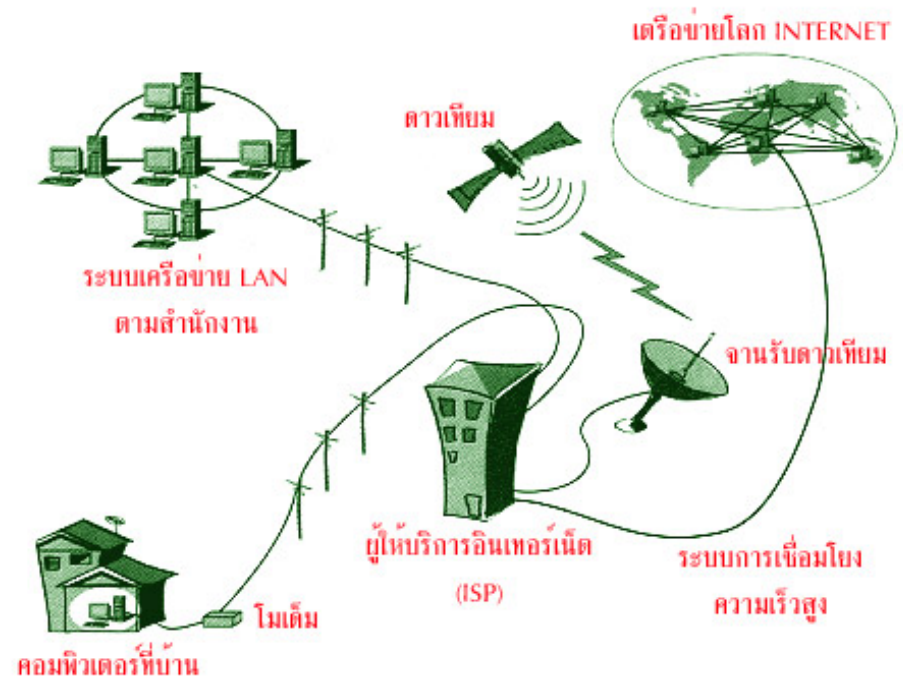 เตรือข่ายโลก INTERNET
ดาวเทียม
ระบบเครือข่าย LAN
ตามสำนักงาน
จานรับดาวเทียม
ยู้ให้บริการอินเทอร์เน็ต
(ISP)
ระบบการเชื่อมโยง
ความเร็วสูง
โมเด็ม
คอมพิวเตอร์ที่บ้าน